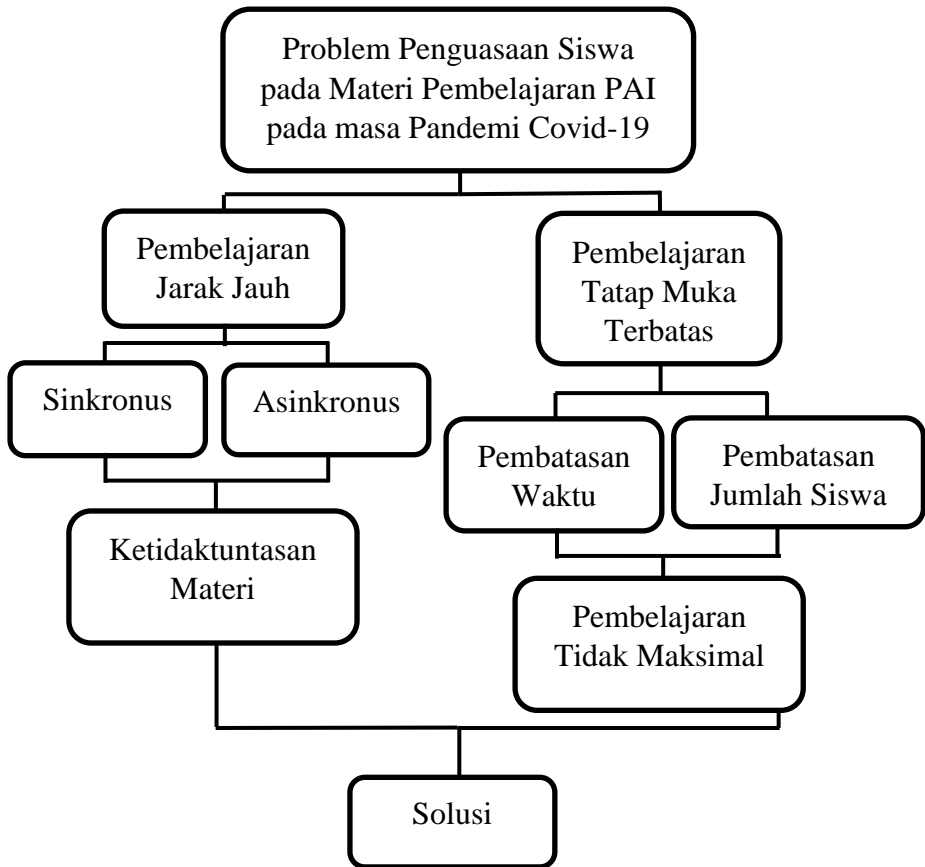 Problem Penguasaan Siswa
pada Materi Pembelajaran PAI
pada masa Pandemi Covid-19
Pembelajaran
Jarak Jauh
Pembelajaran
Tatap Muka
Terbatas
Sinkronus
Asinkronus
Pembatasan
Waktu
Pembatasan
Jumlah Siswa
Ketidaktuntasan
Materi
Pembelajaran
Tidak Maksimal
Solusi